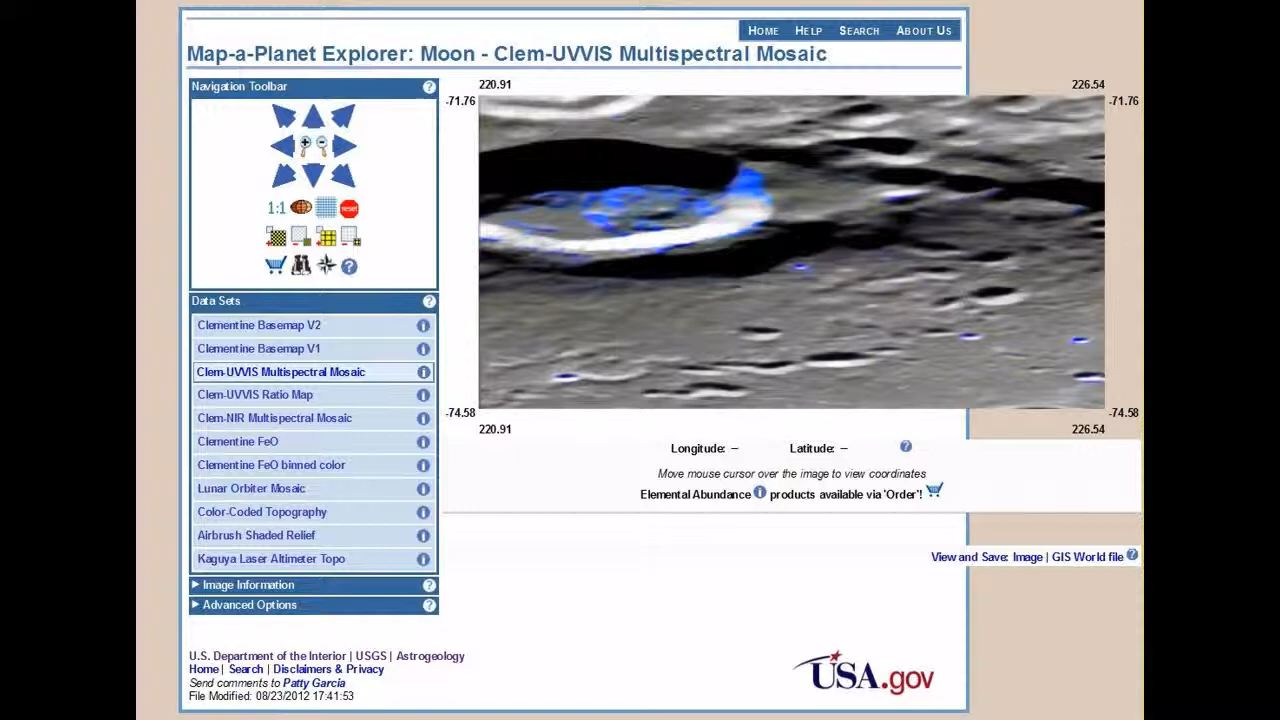 HOME HELP SEARCH ABOUT US
Map-a-Planet Explorer: Moon - Clem-UVVIS Multispectral Mosaic
Navigation Toolbar ?
220.91 226.54
-71.76 -71.76
1:1 reset
?
Data Sets ?
Clementine Basemap V2 i
Clementine Basemap V1 i
Clem-UVVIS Multispectral Mosaic i
Clem-UVVIS Ratio Map i
Clem-NIR Multispectral Mosaic i
Clementine FeO i
Clementine FeO binned color i
Lunar Orbiter Mosaic i
Color-Coded Topography i
Airbrush Shaded Relief i
Kaguya Laser Altimeter Topo i
Image Information ?
Advanced Options ?
-74.58 -74.58
220.91 226.54
Longitude: -- Latitude: -- ?
Move mouse cursor over the image to view coordinates
Elemental Abundance i products available via 'Order'!
View and Save: Image | GIS World file ?
U.S. Department of the Interior | USGS | Astrogeology
Home | Search | Disclaimers & Privacy
Send comments to Patty Garcia
File Modified: 08/23/2012 17:41:53
USA.gov